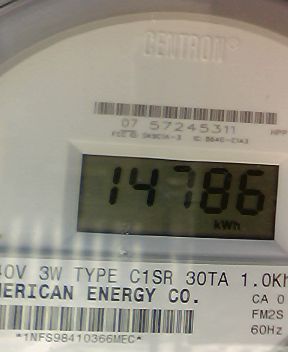 CENTRON®
07 57245311
14786
kWh
40V 3W TYPE C1SR 30TA 1.0Kh
MERICAN ENERGY CO.
CA 0
FM2S
60Hz
*1NFS98410366MEC*